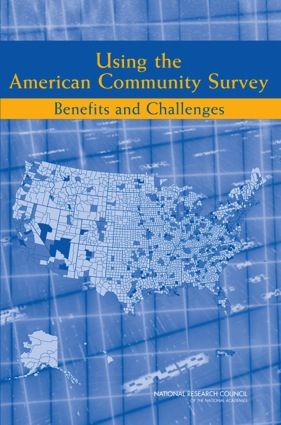 Using the
American Community Survey
Benefits and Challenges
NATIONAL RESEARCH COUNCIL
OF THE NATIONAL ACADEMIES